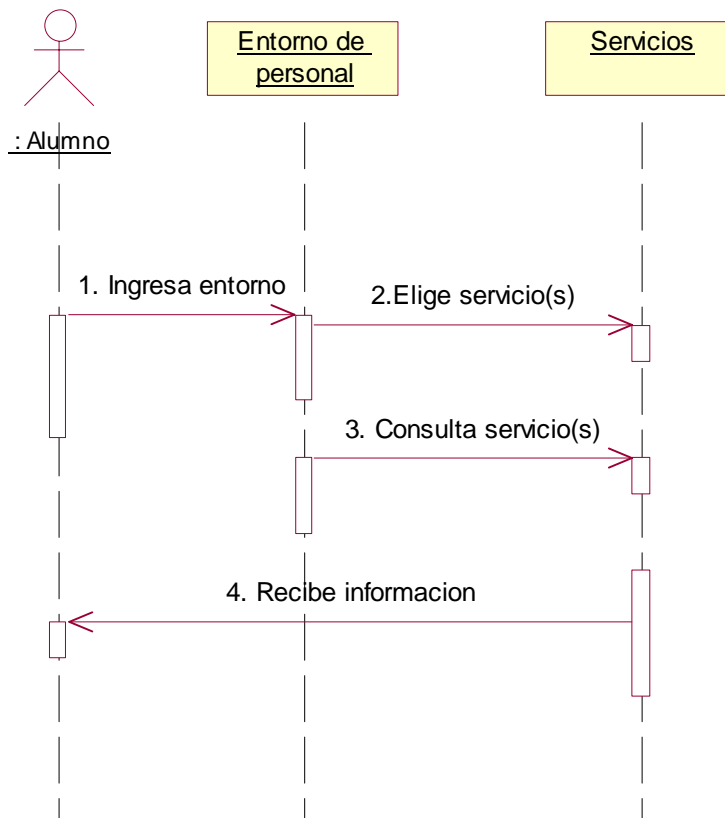 Entorno de
personal
Servicios
: Alumno
1. Ingresa entorno
2.Elige servicio(s)
3. Consulta servicio(s)
4. Recibe informacion